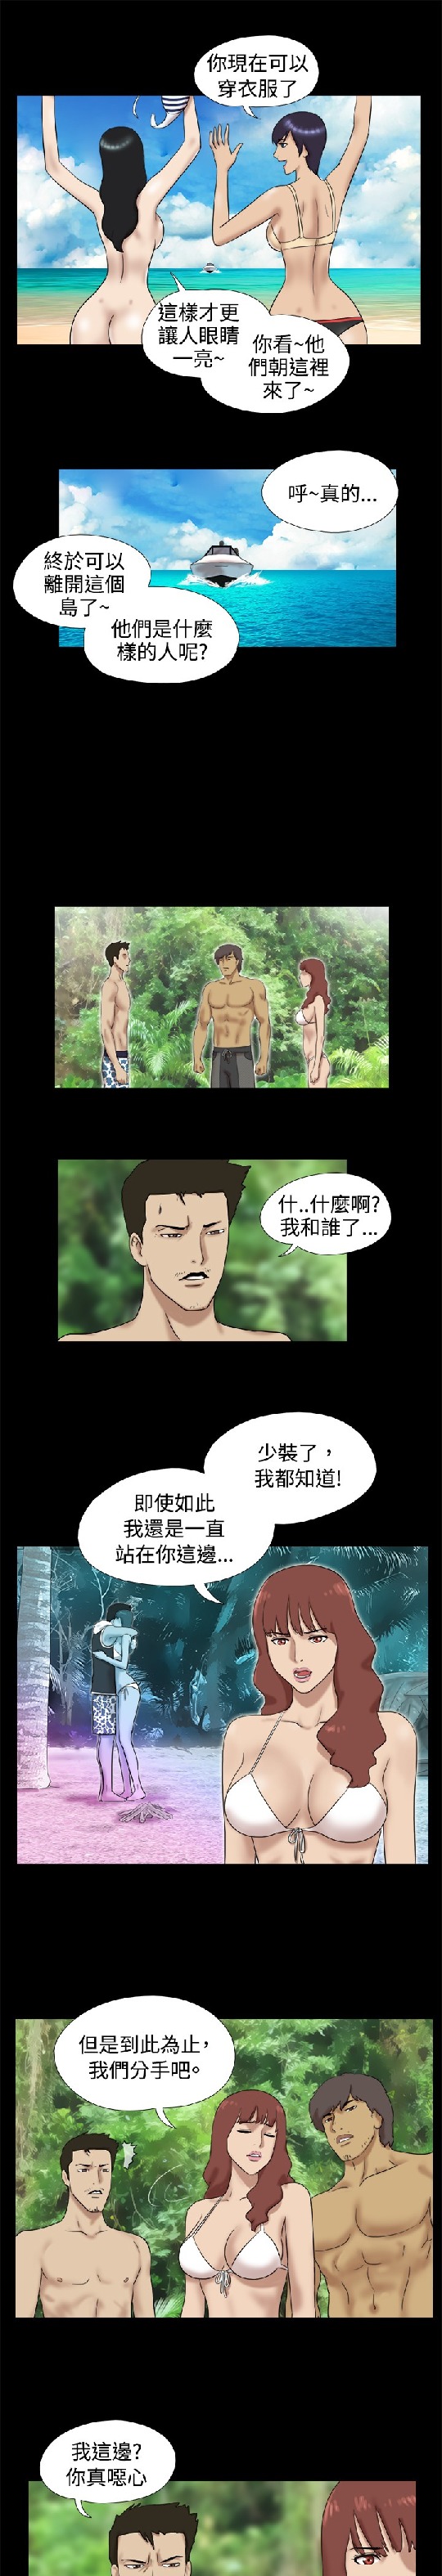 你現在可以
穿衣服了
這樣才更
讓人眼睛
一亮~
你看~他
們朝這裡
來了~
呼~真的...
終於可以
離開這個
島了~
他們是什麼
樣的人呢?
什..什麼啊?
我和誰了...
少裝了，
我都知道!
即使如此
我還是一直
站在你這邊...
但是到此為止，
我們分手吧。
我這邊?
你真噁心